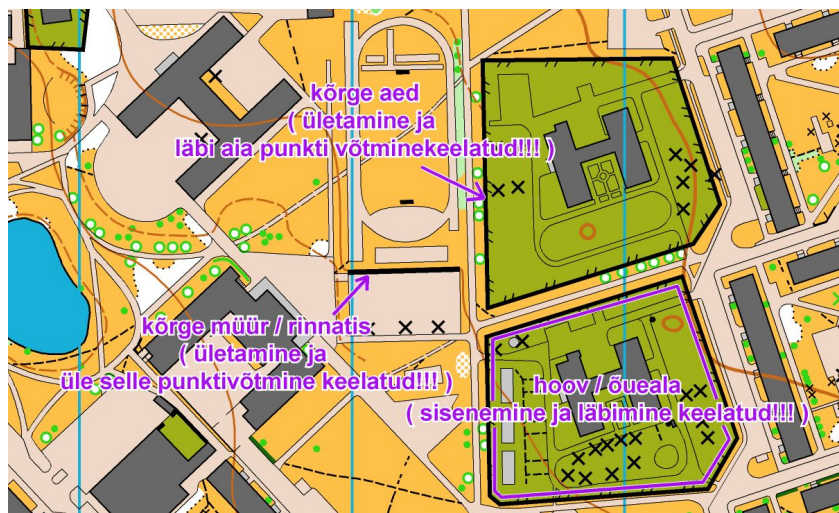 kõrge aed
( ületamine ja
läbi aia punkti võtminekeelatud!!! )
kõrge müür / rinnatis
( ületamine ja
üle selle punktivõtmine keelatud!!! )
hoov / õueala
( sisenemine ja läbimine keelatud!!! )